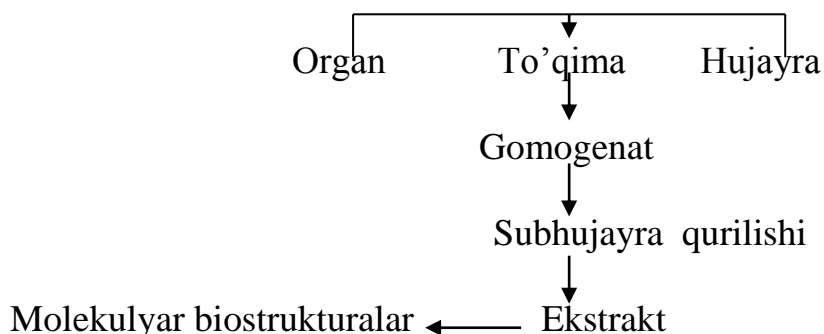 Organ To’qima Hujayra
Gomogenat
Subhujayra qurilishi
Molekulyar biostrukturalar Ekstrakt